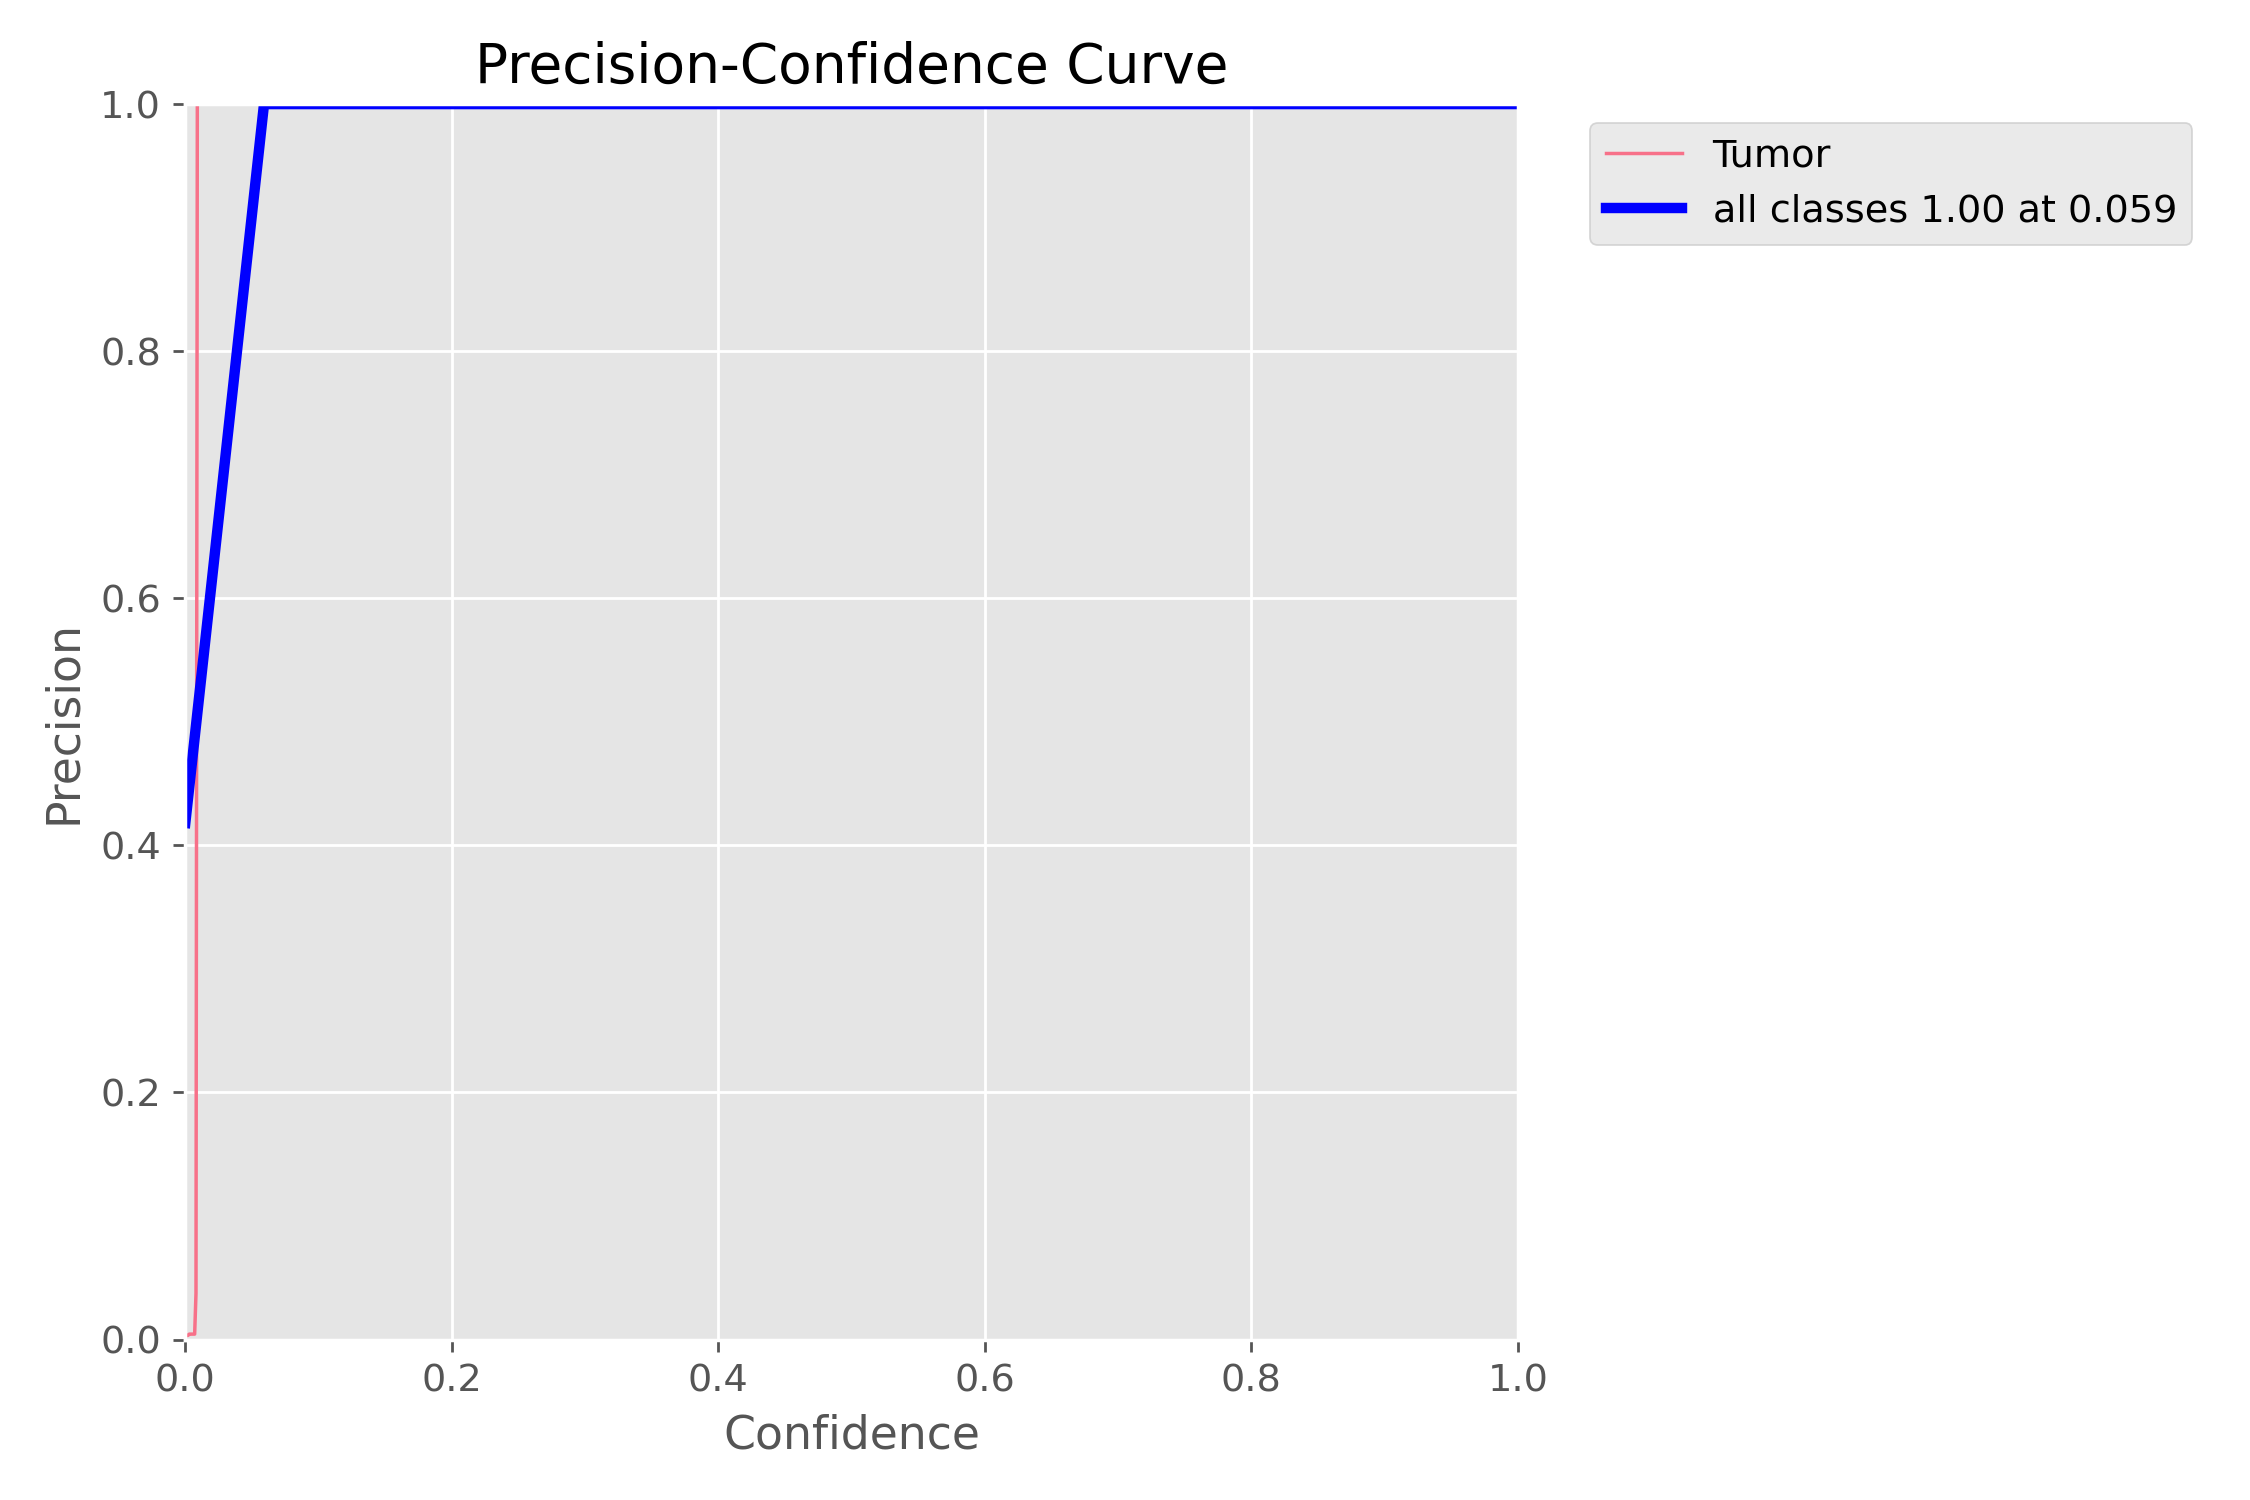 Precision-Confidence Curve
1.0
0.8
0.6
0.4
0.2
0.0
Precision
0.0 0.2 0.4 0.6 0.8 1.0
Confidence
Tumor
all classes 1.00 at 0.059